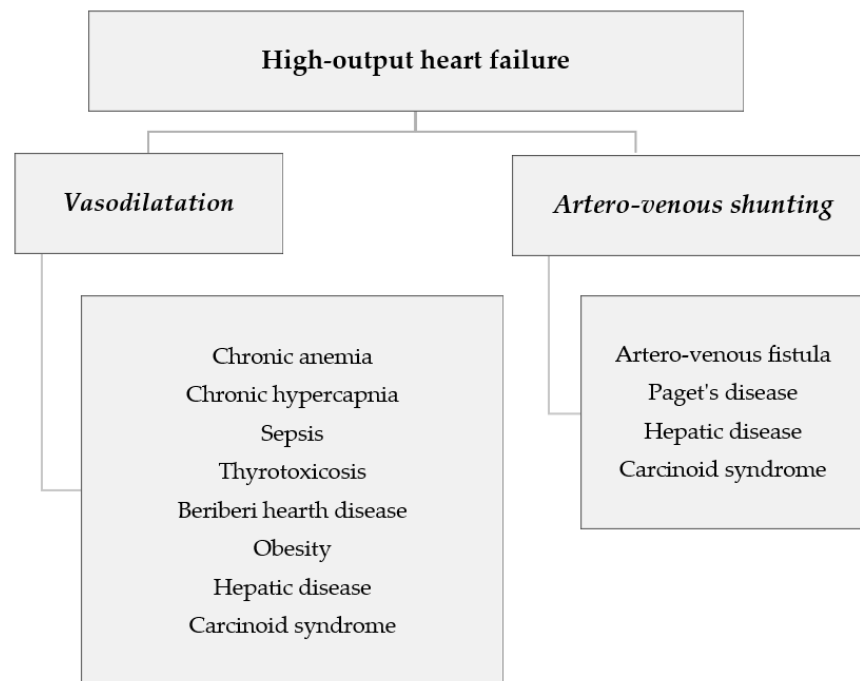 High-output heart failure
Vasodilatation
Artero-venous shunting
Chronic anemia
Chronic hypercapnia
Sepsis
Thyrotoxicosis
Beriberi hearth disease
Obesity
Hepatic disease
Carcinoid syndrome
Artero-venous fistula
Paget's disease
Hepatic disease
Carcinoid syndrome